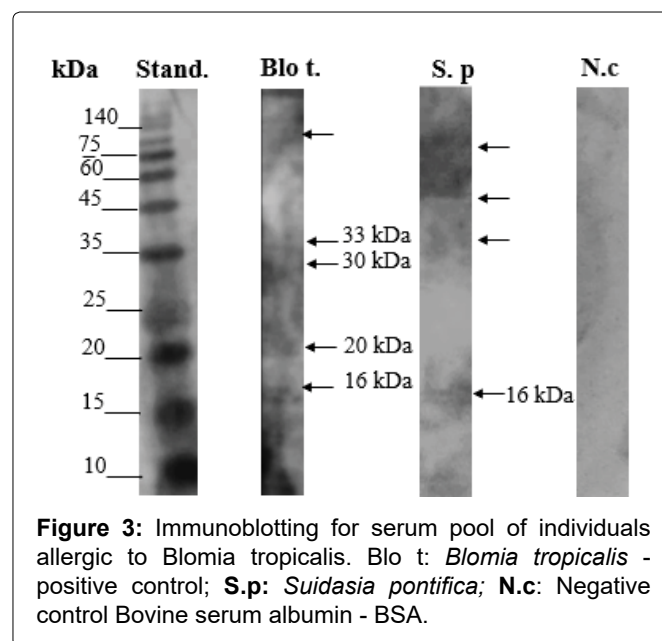 kDa Stand. Blo t. S. p N.c
140
75
60
45
35 33 kDa
30 kDa
25
20 20 kDa
16 kDa 16 kDa
15
10
Figure 3: Immunoblotting for serum pool of individuals
allergic to Blomia tropicalis. Blo t: Blomia tropicalis -
positive control; S.p: Suidasia pontifica; N.c: Negative
control Bovine serum albumin - BSA.